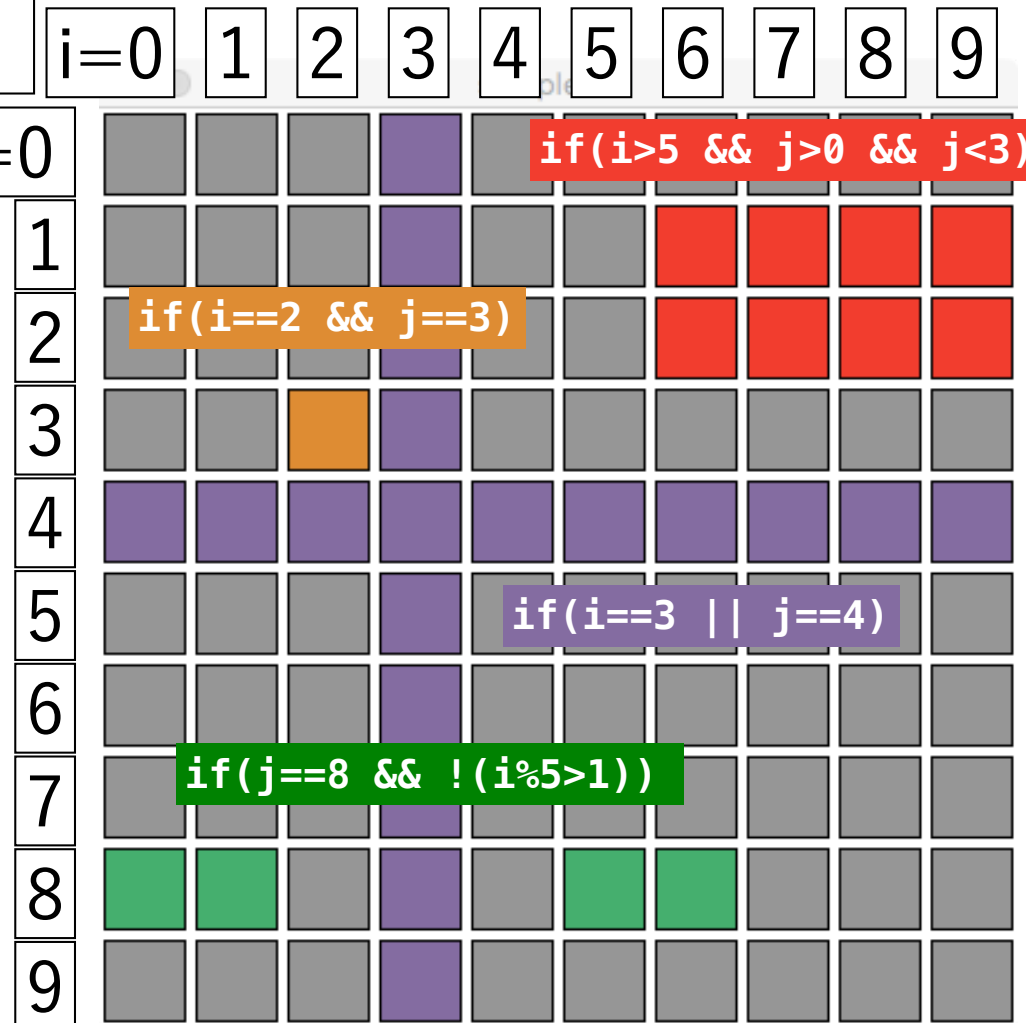 i=0 1 2 3 4 5 6 7 8 9
ple
=0
if(i>5 && j>0 && j<3)
1
if(i==2 && j==3)
2
3
4
5
if(i==3 || j==4)
6
if(j==8 && !(i%5>1))
7
8
9